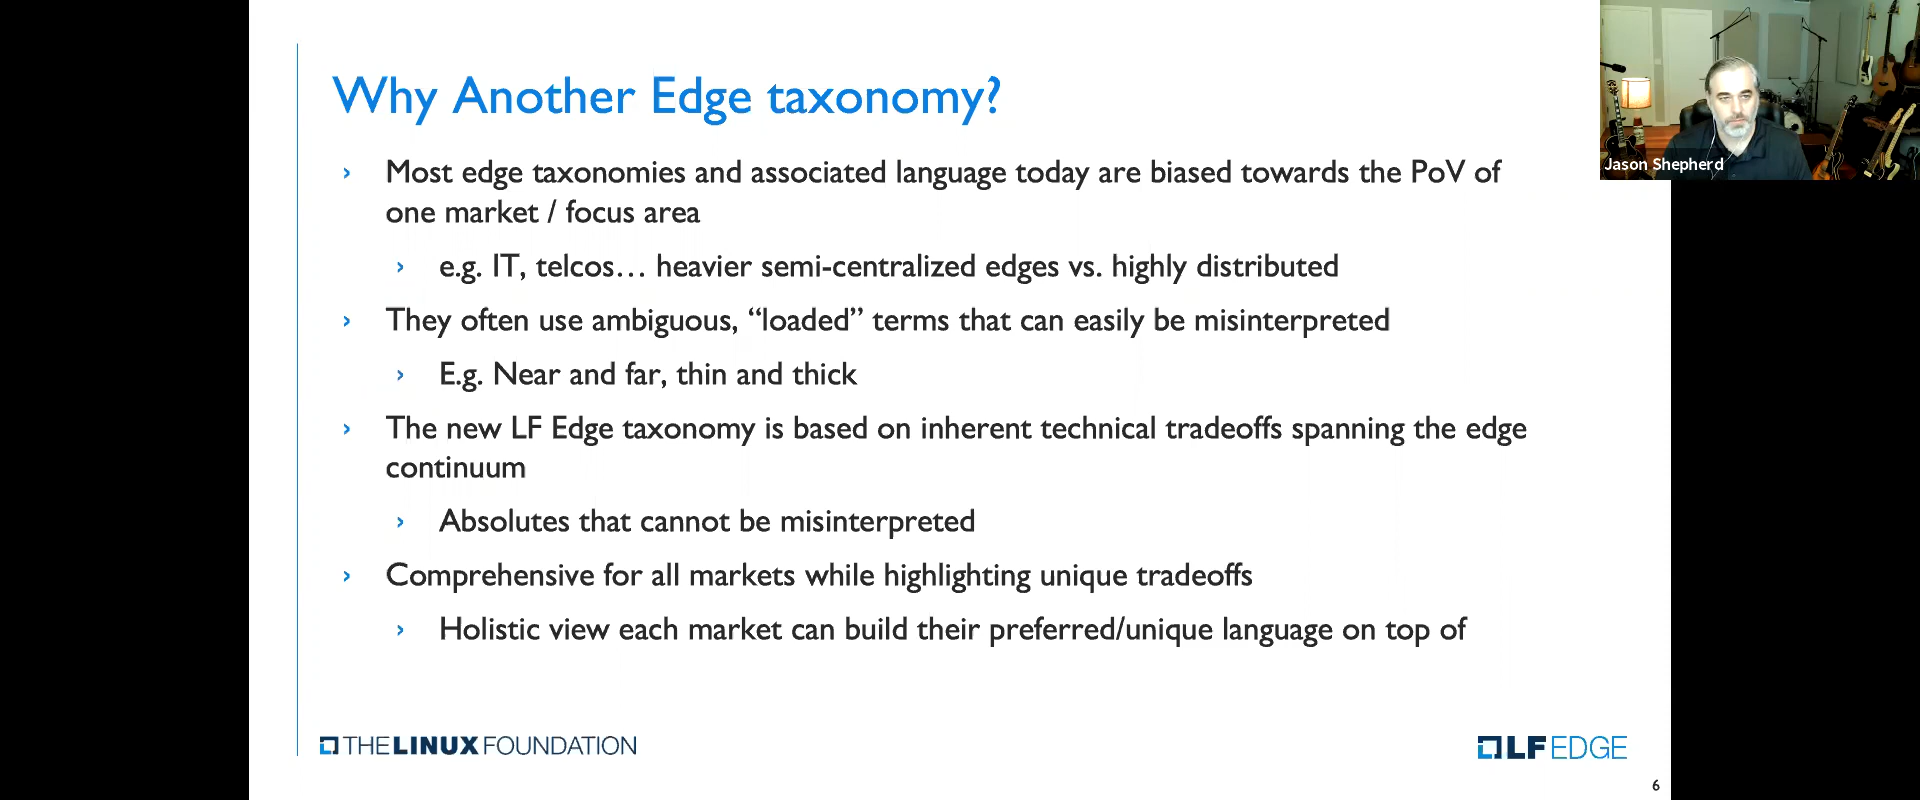 Why Another Edge taxonomy?
› Most edge taxonomies and associated language today are biased towards the PoV of
one market / focus area
› e.g. IT, telcos… heavier semi-centralized edges vs. highly distributed
› They often use ambiguous, “loaded” terms that can easily be misinterpreted
› E.g. Near and far, thin and thick
› The new LF Edge taxonomy is based on inherent technical tradeoffs spanning the edge
continuum
› Absolutes that cannot be misinterpreted
› Comprehensive for all markets while highlighting unique tradeoffs
› Holistic view each market can build their preferred/unique language on top of
THE LINUX FOUNDATION
LF EDGE
6
Jason Shepherd